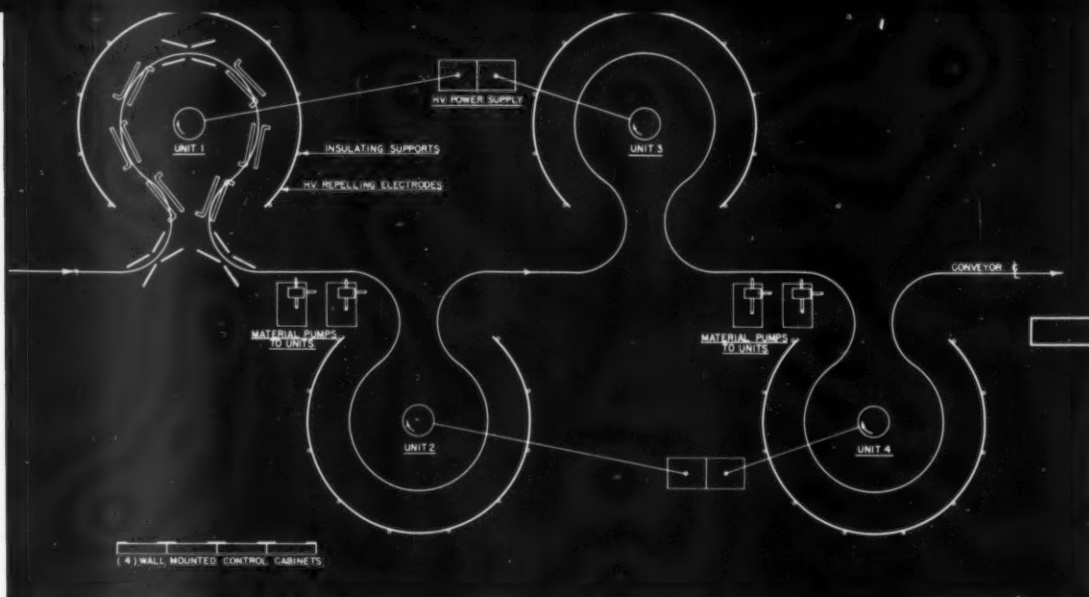 HV POWER SUPPLY
UNIT 1
INSULATING SUPPORTS
UNIT 3
HV REPELLING ELECTRODES
CONVEYOR ℄
MATERIAL PUMPS
TO UNITS
MATERIAL PUMPS
TO UNITS
UNIT 2
UNIT 4
(4) WALL MOUNTED CONTROL CABINETS